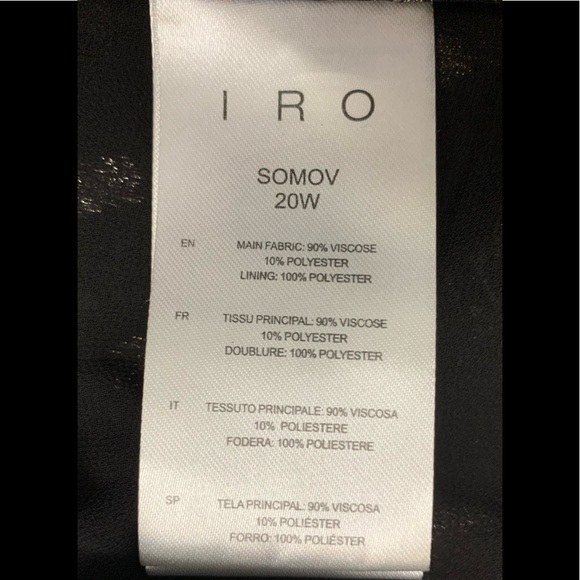 I R O
SOMOV
20W
EN MAIN FABRIC: 90% VISCOSE
10% POLYESTER
LINING: 100% POLYESTER
FR TISSU PRINCIPAL: 90% VISCOSE
10% POLYESTER
DOUBLURE: 100% POLYESTER
IT TESSUTO PRINCIPALE: 90% VISCOSA
10% POLIESTERE
FODERA: 100% POLIESTERE
SP TELA PRINCIPAL: 90% VISCOSA
10% POLIÉSTER
FORRO: 100% POLIÉSTER